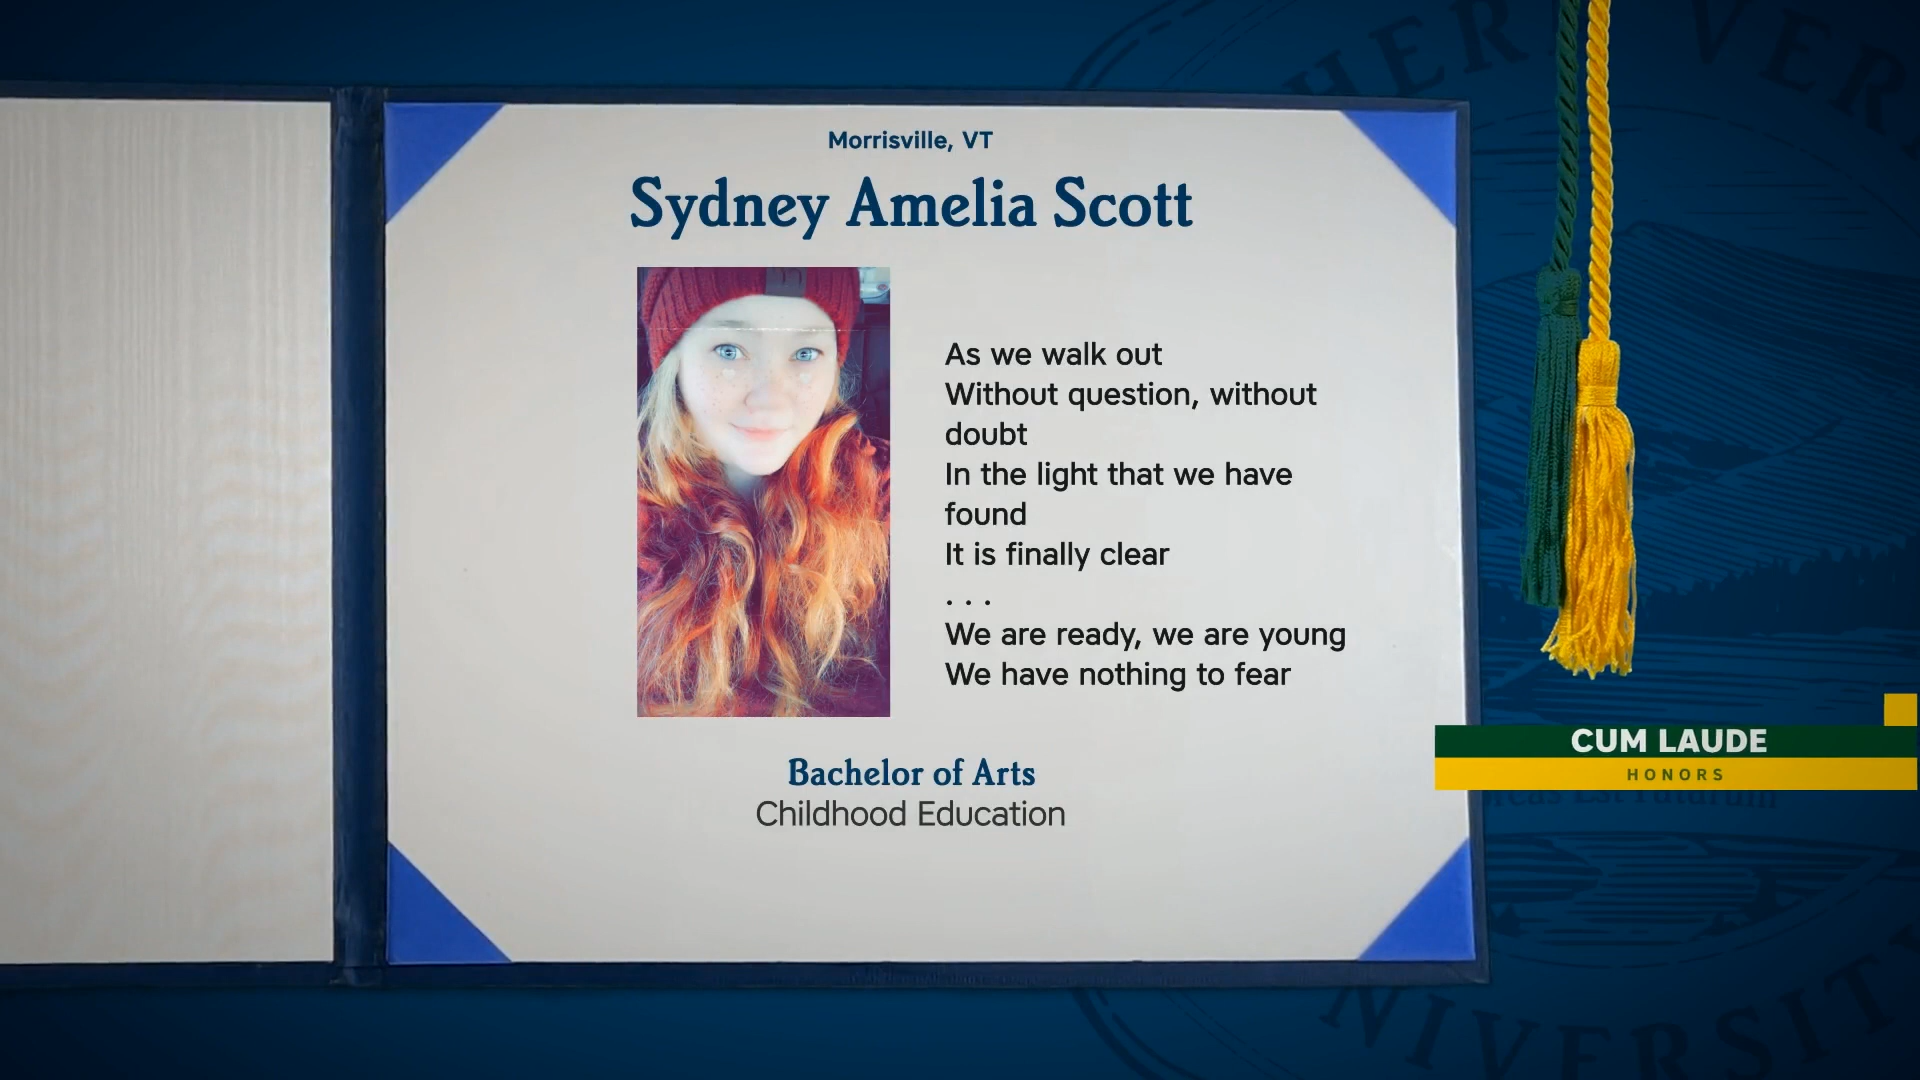 Morrisville, VT
Sydney Amelia Scott
As we walk out
Without question, without
doubt
In the light that we have
found
It is finally clear
. . .
We are ready, we are young
We have nothing to fear
Bachelor of Arts
Childhood Education
CUM LAUDE
HONORS